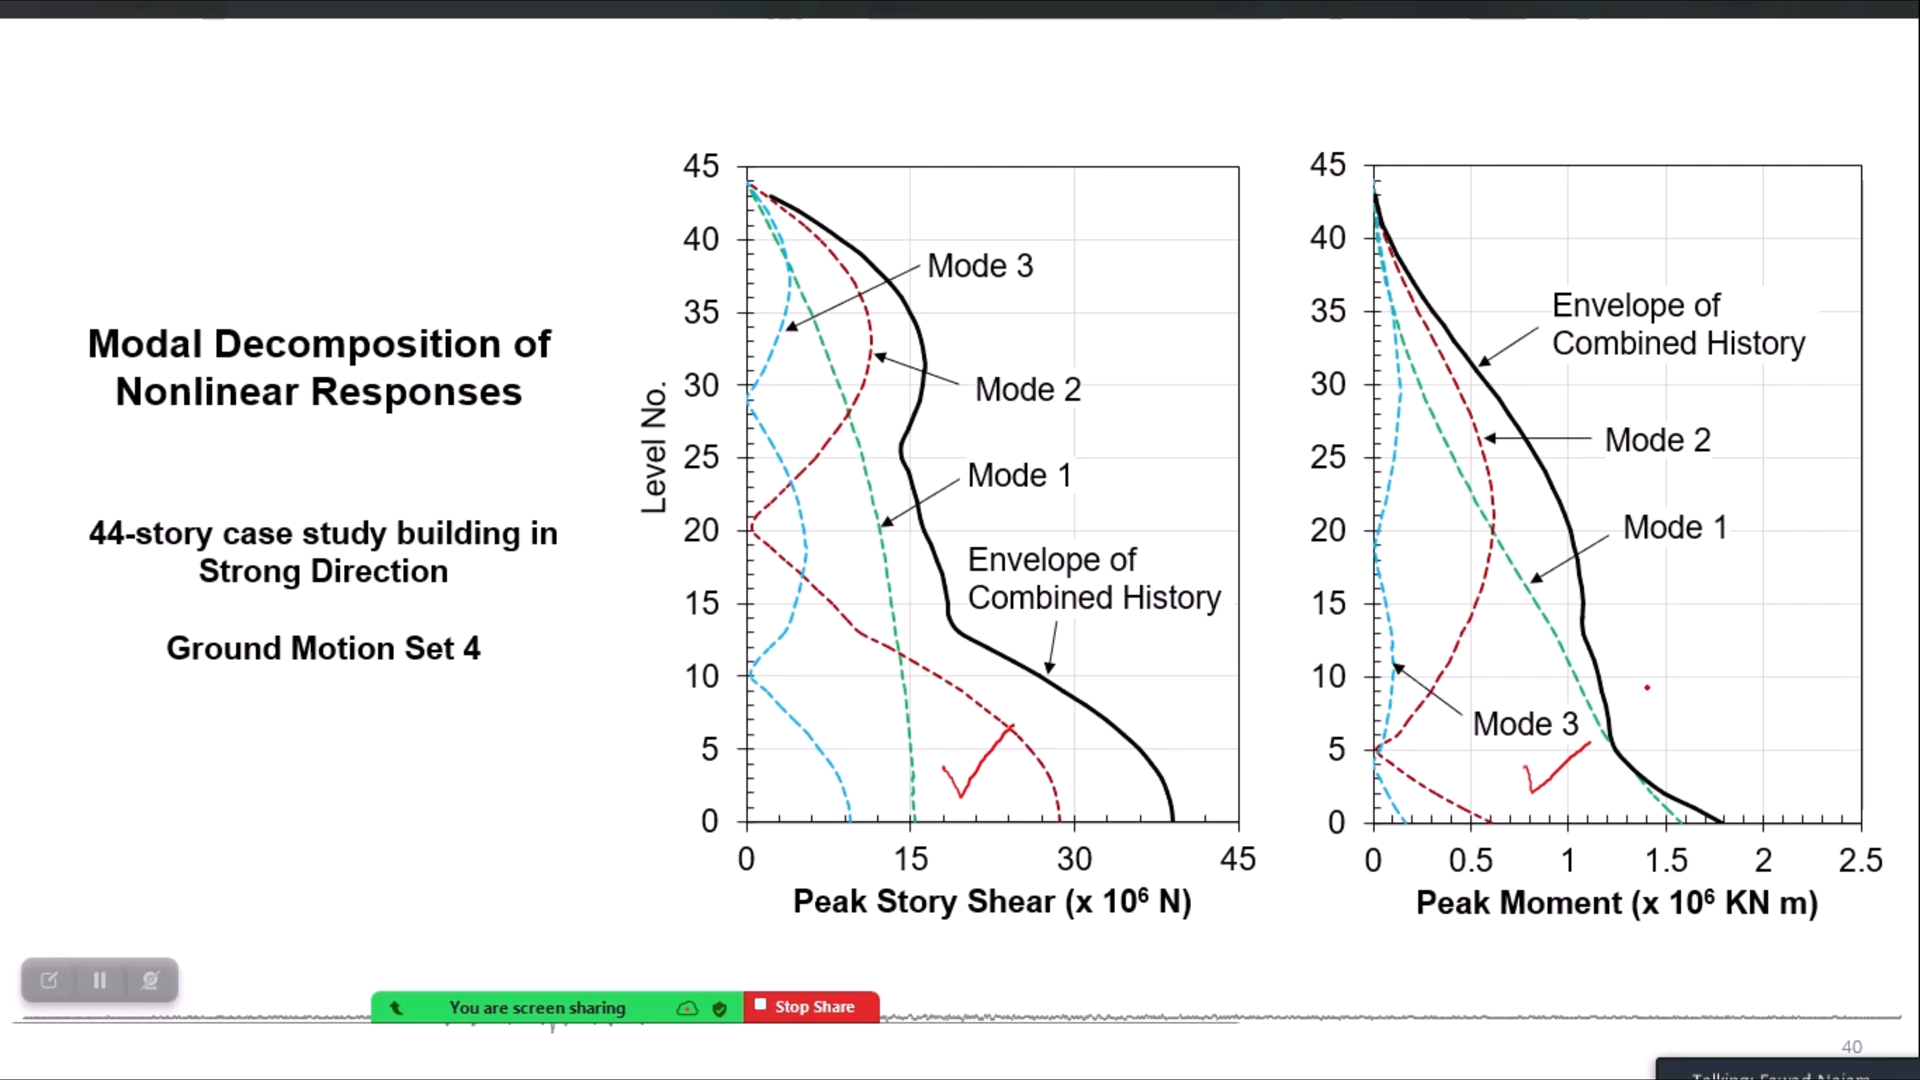 Modal Decomposition of
Nonlinear Responses
44-story case study building in
Strong Direction
Ground Motion Set 4
Level No.
45
40
35
30
25
20
15
10
5
0
Mode 3
Mode 2
Mode 1
Envelope of
Combined History
0 15 30 45
Peak Story Shear (x 10⁶ N)
45
40
35
30
25
20
15
10
5
0
Envelope of
Combined History
Mode 2
Mode 1
Mode 3
0 0.5 1 1.5 2 2.5
Peak Moment (x 10⁶ KN m)
You are screen sharing
Stop Share
40